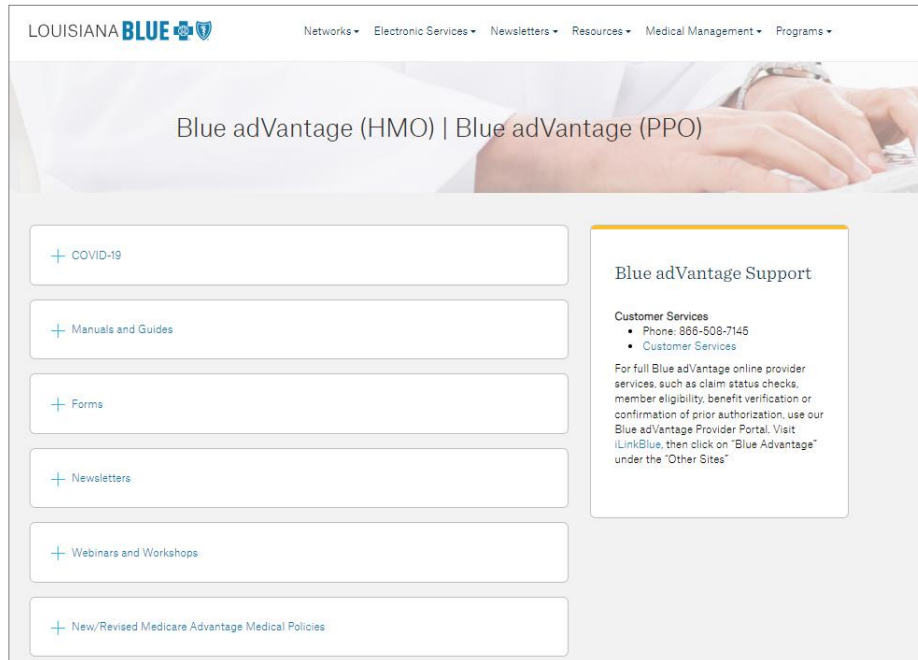 LOUISIANA BLUE
Networks Electronic Services Newsletters Resources Medical Management Programs
Blue adVantage (HMO) | Blue adVantage (PPO)
COVID-19
Manuals and Guides
Forms
Newsletters
Webinars and Workshops
New/Revised Medicare Advantage Medical Policies
Blue adVantage Support
Customer Services
• Phone: 866-508-7145
• Customer Services
For full Blue adVantage online provider
services, such as claim status checks,
member eligibility, benefit verification or
confirmation of prior authorization, use our
Blue adVantage Provider Portal. Visit
iLinkBlue, then click on "Blue Advantage"
under the "Other Sites"